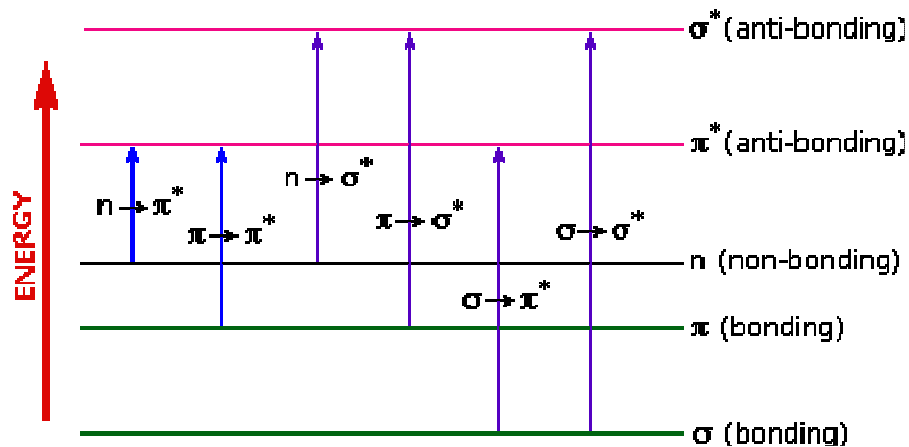 σ* (anti-bonding)
π* (anti-bonding)
n → σ*
n → π*
π → σ*
π → π*
σ → σ*
n (non-bonding)
σ → π*
π (bonding)
σ (bonding)
ENERGY